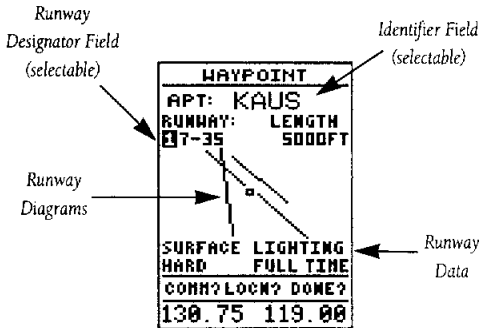 Runway
Designator Field
(selectable)
Identifier Field
(selectable)
WAYPOINT
APT: KAUS
RUNWAY: LENGTH
17-35 5000FT
Runway
Diagrams
SURFACE LIGHTING
HARD FULL TIME
Runway
Data
COMM? LOCN? DONE?
130.75 119.00